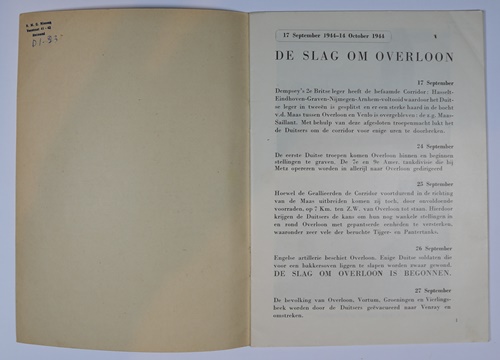 D1-33
17 September 1944-14 October 1944
DE SLAG OM OVERLOON
17 September
Dempsey's 2e Britse leger heeft de befaamde Corridor: Hasselt-
Eindhoven-Graven-Nijmegen-Arnhem voltooid waardoor het Duit-
se leger in tweeën is gesplitst en er een sterke haard in de bocht
v.d. Maas tussen Overloon en Venlo is overgebleven: de z.g. Maas-
Saillant. Met behulp van deze afgesloten troepenmacht lukt het
de Duitsers om de corridor voor enige uren te doorbreken.
24 September
De eerste Duitse troepen komen Overloon binnen en beginnen
stellingen te graven. De 7e en 9e Amer. tankdivisie die bij
Metz opereren worden in allerijl naar Overloon gedirigeerd
25 September
Hoewel de Geallieerden de Corridor voortdurend in de richting
van de Maas uitbreiden komen zij toch, door onvoldoende
voorraden, op 7 Km. ten Z.W. van Overloon tot staan. Hierdoor
krijgen de Duitsers de kans om hun nog wankele stellingen in
en rond Overloon met gepantserde eenheden te versterken,
waaronder zeer vele der beruchte Tijger- en Pantertanks.
26 September
Engelse artillerie beschiet Overloon. Enige Duitse soldaten die
voor een bakkersoven liggen te slapen worden zwaar gewond.
DE SLAG OM OVERLOON IS BEGONNEN.
27 September
De bevolking van Overloon, Vortum, Groeningen en Vierlings-
beek worden door de Duitsers geëvacueerd naar Venray en
omstreken.
1